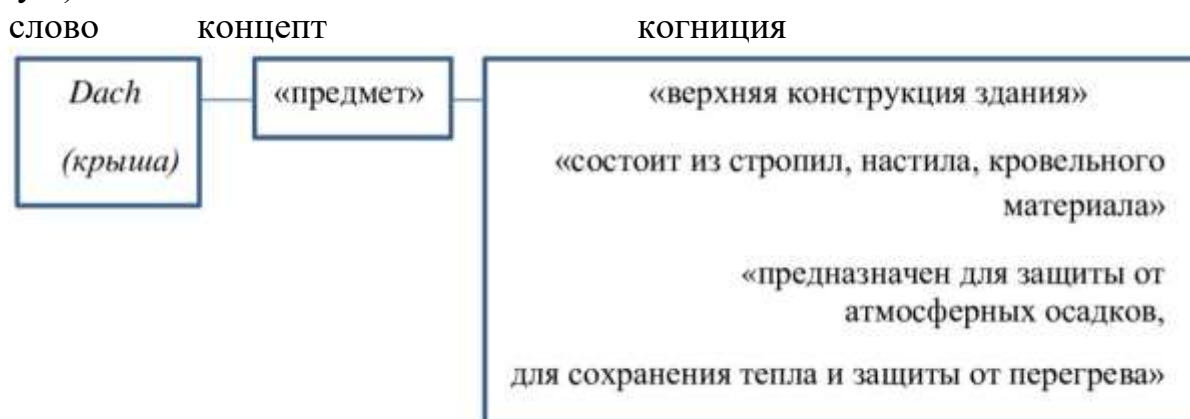 слово концепт когниция
Dach «предмет» «верхняя конструкция здания»
(крыша) «состоит из стропил, настила, кровельного
материала»
«предназначен для защиты от
атмосферных осадков,
для сохранения тепла и защиты от перегрева»